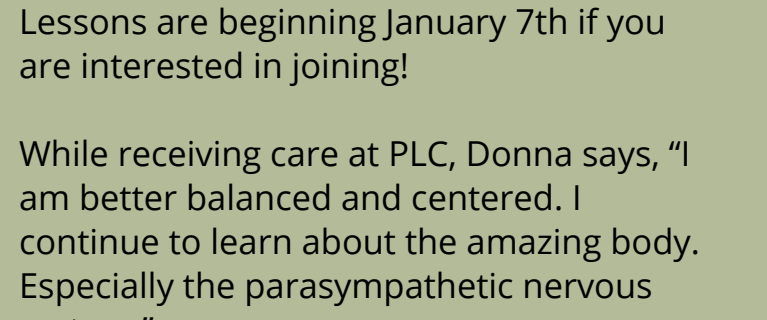 Lessons are beginning January 7th if you
are interested in joining!
While receiving care at PLC, Donna says, “I
am better balanced and centered. I
continue to learn about the amazing body.
Especially the parasympathetic nervous